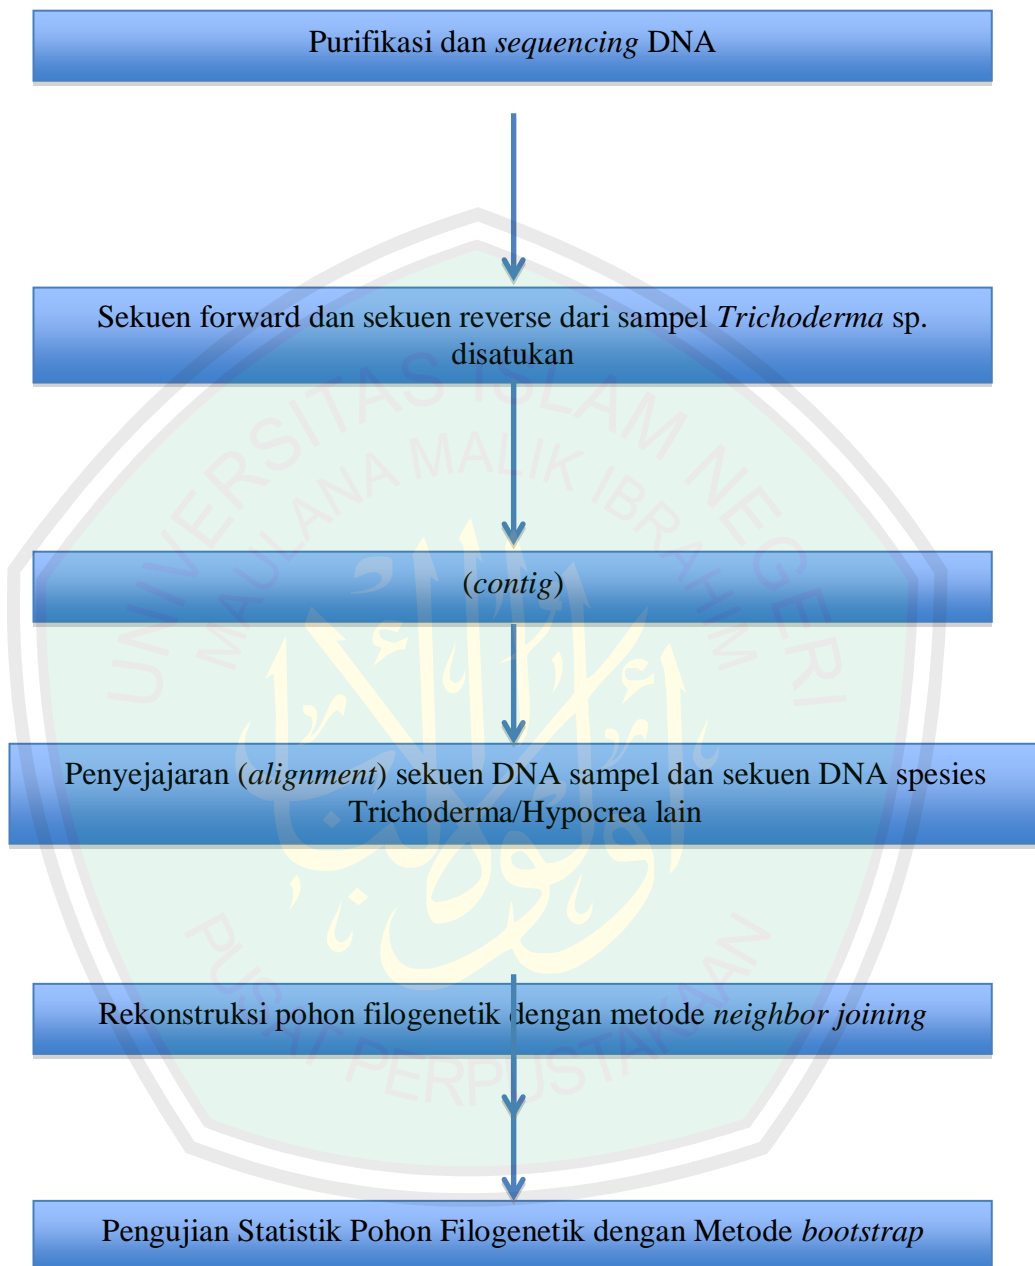 Purifikasi dan sequencing DNA
Sekuen forward dan sekuen reverse dari sampel Trichoderma sp.
disatukan
(contig)
Penyejajaran (alignment) sekuen DNA sampel dan sekuen DNA spesies
Trichoderma/Hypocrea lain
Rekonstruksi pohon filogenetik dengan metode neighbor joining
Pengujian Statistik Pohon Filogenetik dengan Metode bootstrap
UNIVERSITAS ISLAM NEGERI
MAULANA MALIK IBRAHIM
PUSAT PERPUSTAKAAN